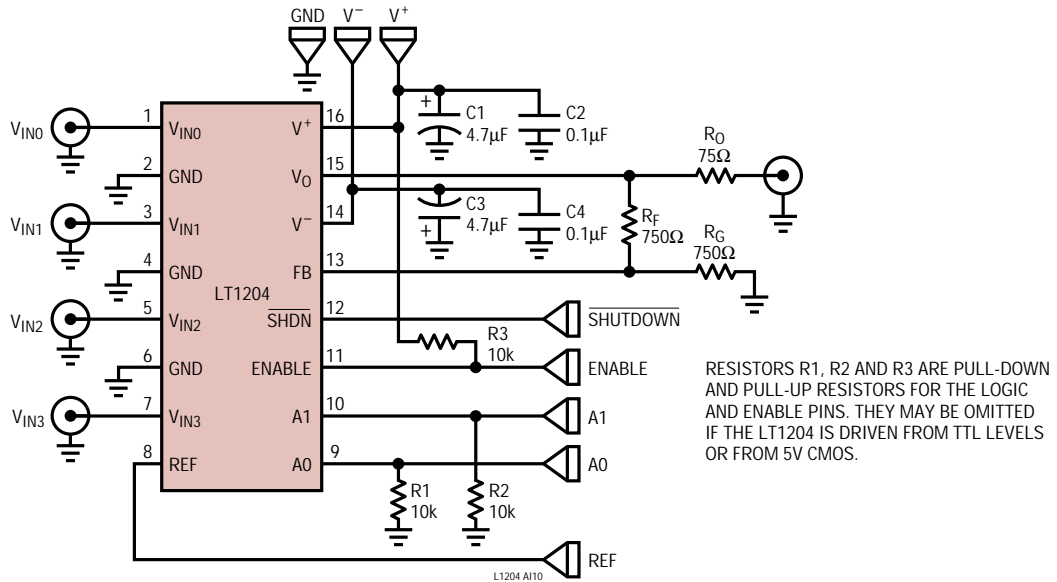 GND V⁻ V⁺
V_IN0 1 V_IN0 V⁺ 16
+ C1 4.7µF
C2 0.1µF
2 GND V_O 15
R_O 75Ω
V_IN1 3 V_IN1 V⁻ 14
C3 4.7µF +
C4 0.1µF
R_F 750Ω
R_G 750Ω
4 GND FB 13
LT1204
V_IN2 5 V_IN2 SHDN 12 SHUTDOWN
R3 10k
6 GND ENABLE 11 ENABLE
V_IN3 7 V_IN3 A1 10 A1
8 REF A0 9 A0
R1 10k
R2 10k
REF
L1204 AI10
RESISTORS R1, R2 AND R3 ARE PULL-DOWN
AND PULL-UP RESISTORS FOR THE LOGIC
AND ENABLE PINS. THEY MAY BE OMITTED
IF THE LT1204 IS DRIVEN FROM TTL LEVELS
OR FROM 5V CMOS.